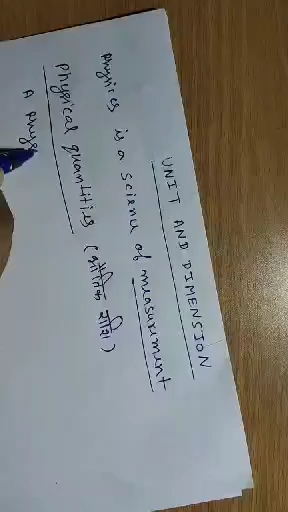 UNIT AND DIMENSION
Physics is a science of measurement
Physical quantities (भौतिक राशि)
A Phys